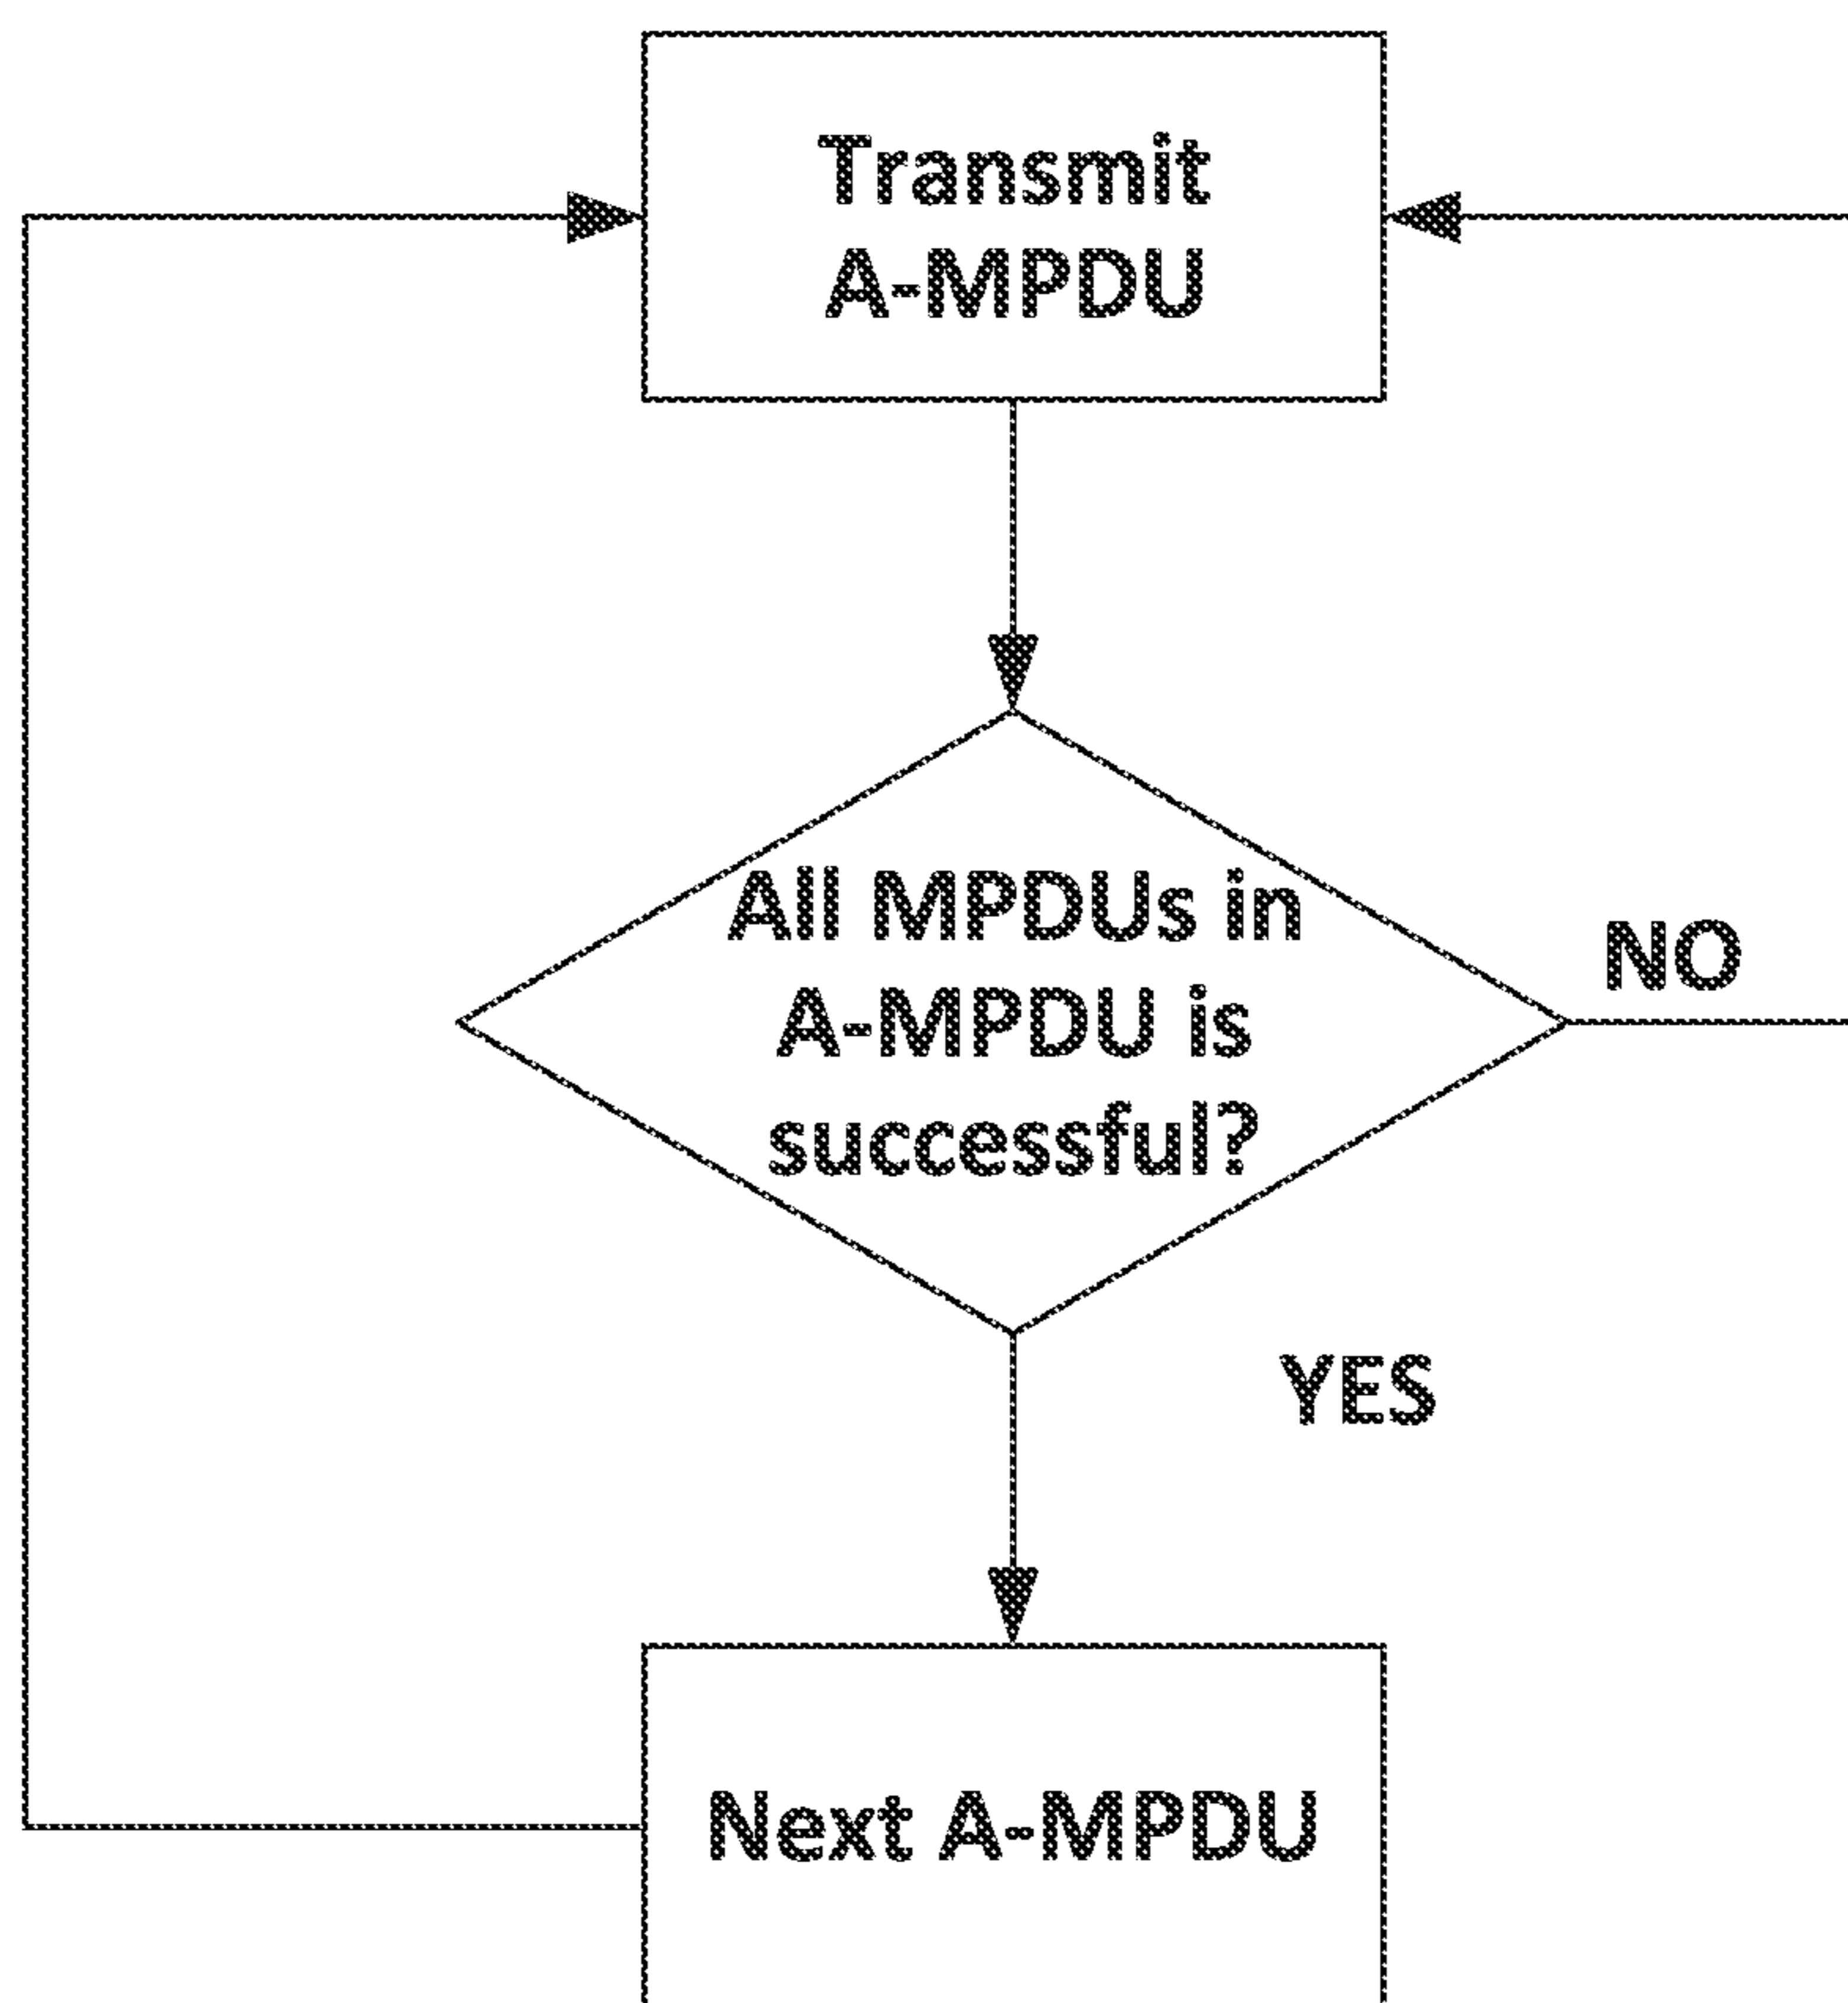 Transmit
A-MPDU
All MPDUs in
A-MPDU is
successful?
NO
YES
Next A-MPDU